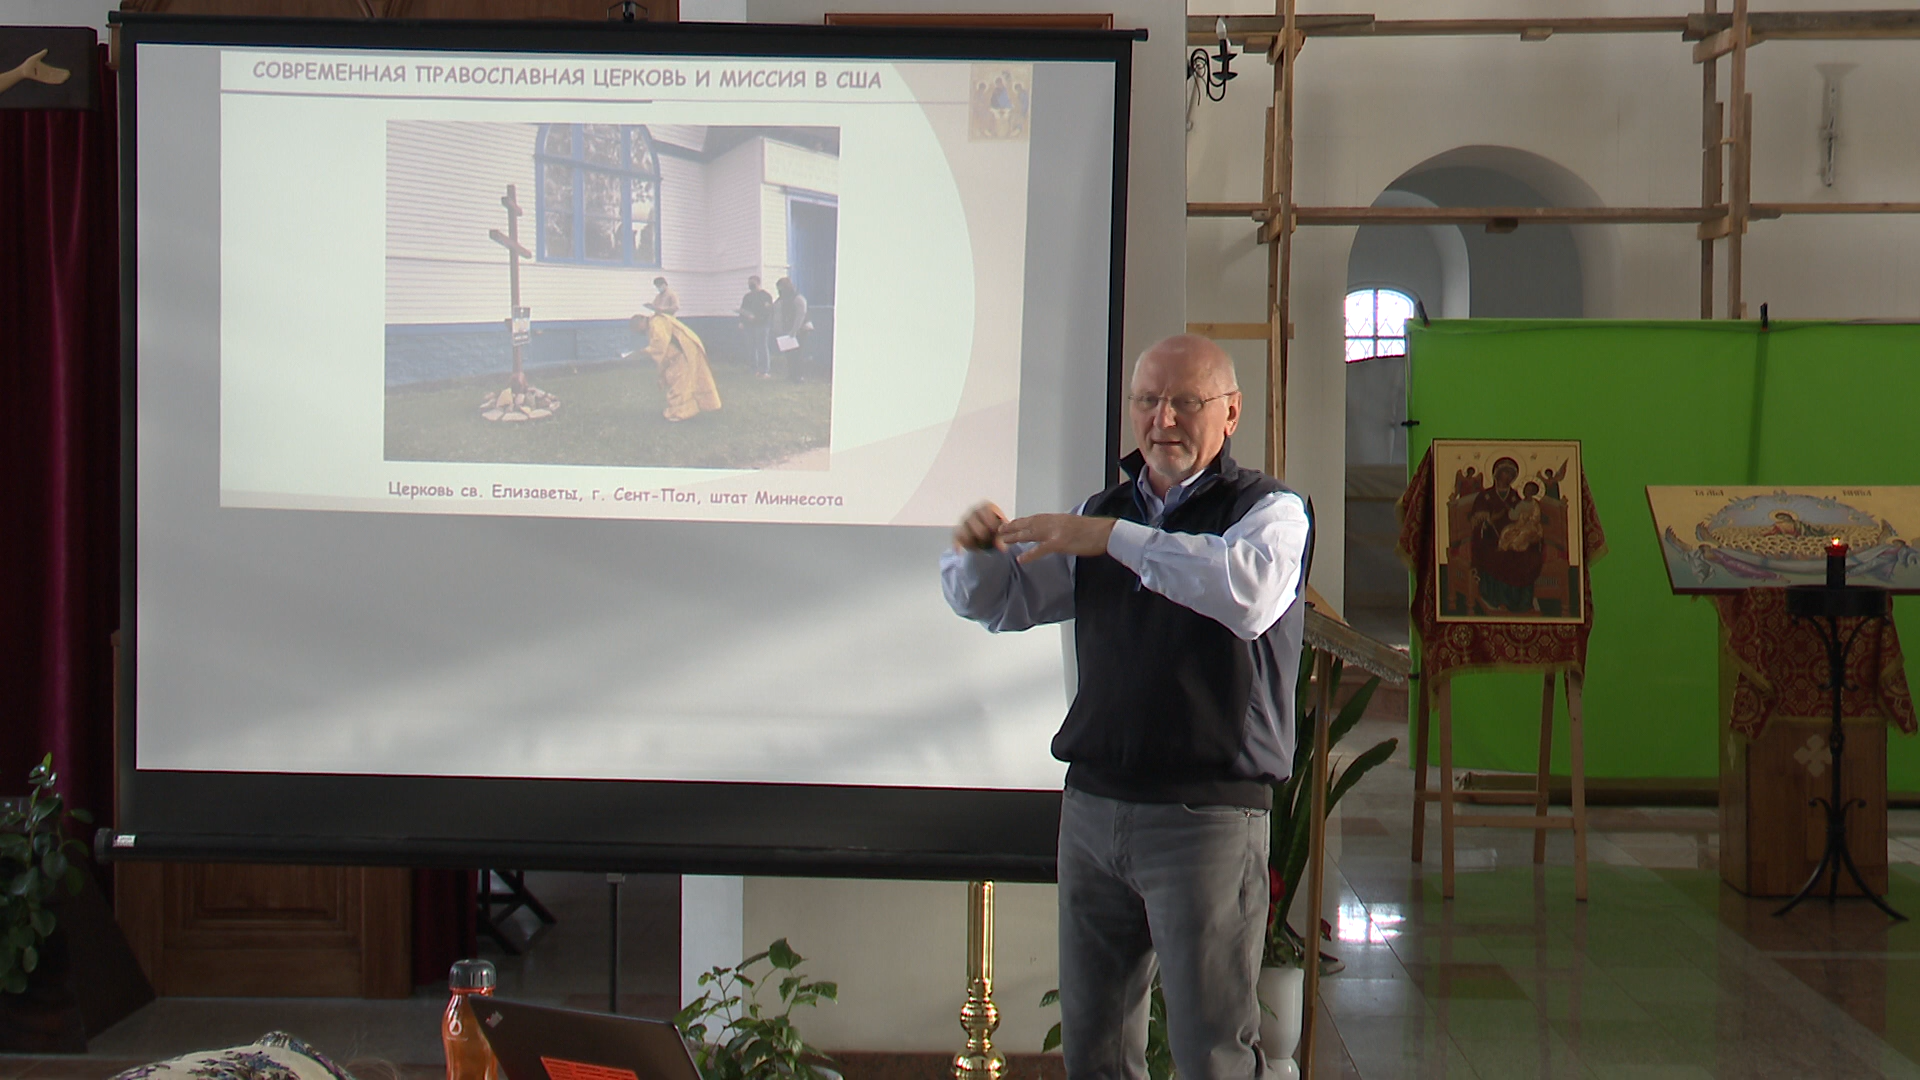 СОВРЕМЕННАЯ ПРАВОСЛАВНАЯ ЦЕРКОВЬ И МИССИЯ В США
Церковь св. Елизаветы, г. Сент-Пол, штат Миннесота